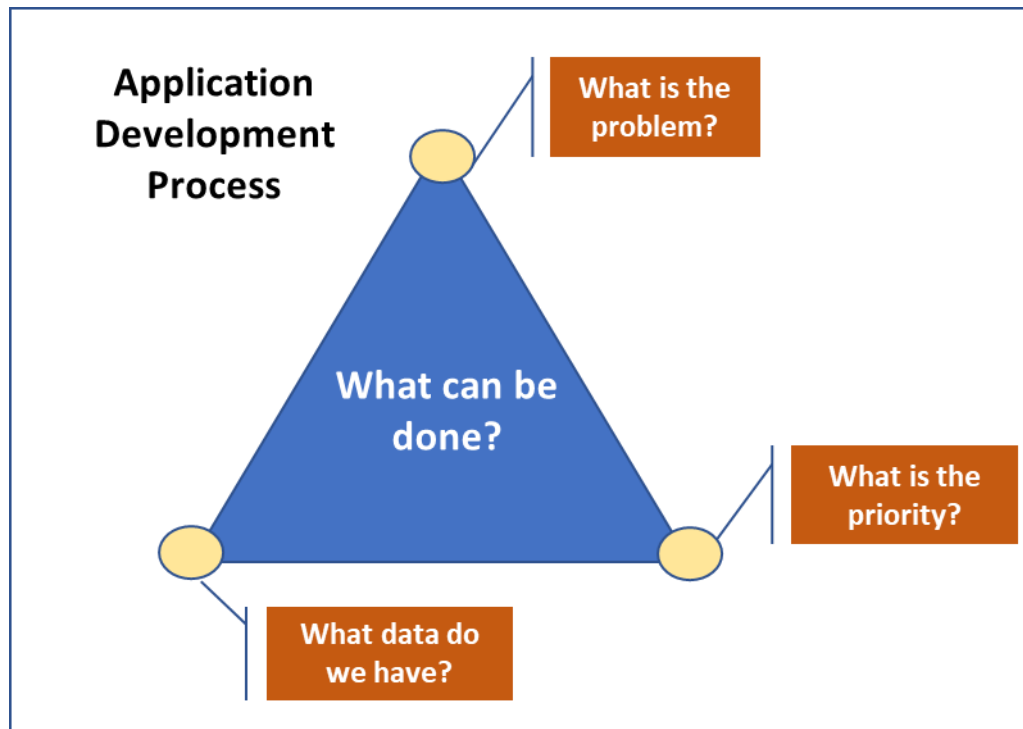 Application
Development
Process
What is the
problem?
What can be
done?
What is the
priority?
What data do
we have?